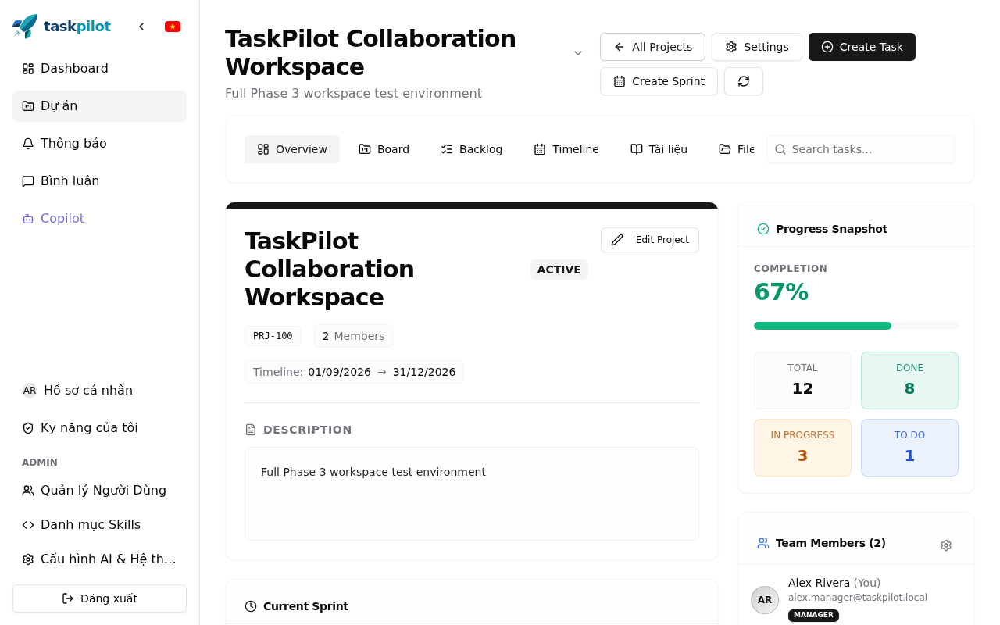 taskpilot
Dashboard
Dự án
Thông báo
Bình luận
Copilot
AR Hồ sơ cá nhân
Kỹ năng của tôi
ADMIN
Quản lý Người Dùng
Danh mục Skills
Cấu hình AI & Hệ th...
Đăng xuất
TaskPilot Collaboration
Workspace
Full Phase 3 workspace test environment
All Projects
Settings
Create Task
Create Sprint
Overview
Board
Backlog
Timeline
Tài liệu
File
Search tasks...
TaskPilot
Collaboration
Workspace
ACTIVE
Edit Project
PRJ-100
2 Members
Timeline: 01/09/2026 → 31/12/2026
DESCRIPTION
Full Phase 3 workspace test environment
Current Sprint
Progress Snapshot
COMPLETION
67%
TOTAL
12
DONE
8
IN PROGRESS
3
TO DO
1
Team Members (2)
AR
Alex Rivera (You)
alex.manager@taskpilot.local
MANAGER